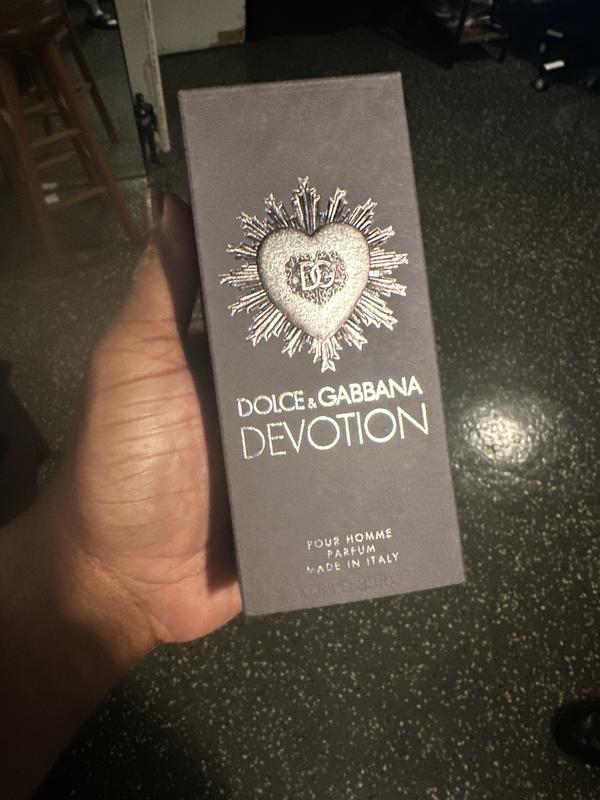 DG
DOLCE & GABBANA
DEVOTION
POUR HOMME
PARFUM
MADE IN ITALY